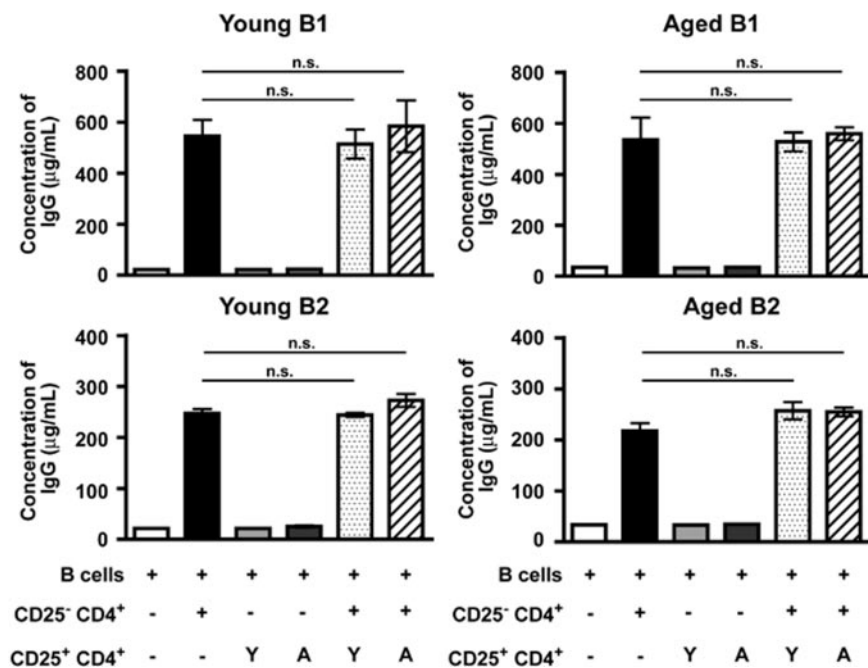 Young B1
Concentration of
IgG (μg/mL)
800
600
400
200
0
n.s.
n.s.
Aged B1
Concentration of
IgG (μg/mL)
800
600
400
200
0
n.s.
n.s.
Young B2
Concentration of
IgG (μg/mL)
400
300
200
100
0
n.s.
n.s.
Aged B2
Concentration of
IgG (μg/mL)
400
300
200
100
0
n.s.
n.s.
B cells + + + + + +
CD25⁻ CD4⁺ - + - - + +
CD25⁺ CD4⁺ - - Y A Y A
B cells + + + + + +
CD25⁻ CD4⁺ - + - - + +
CD25⁺ CD4⁺ - - Y A Y A